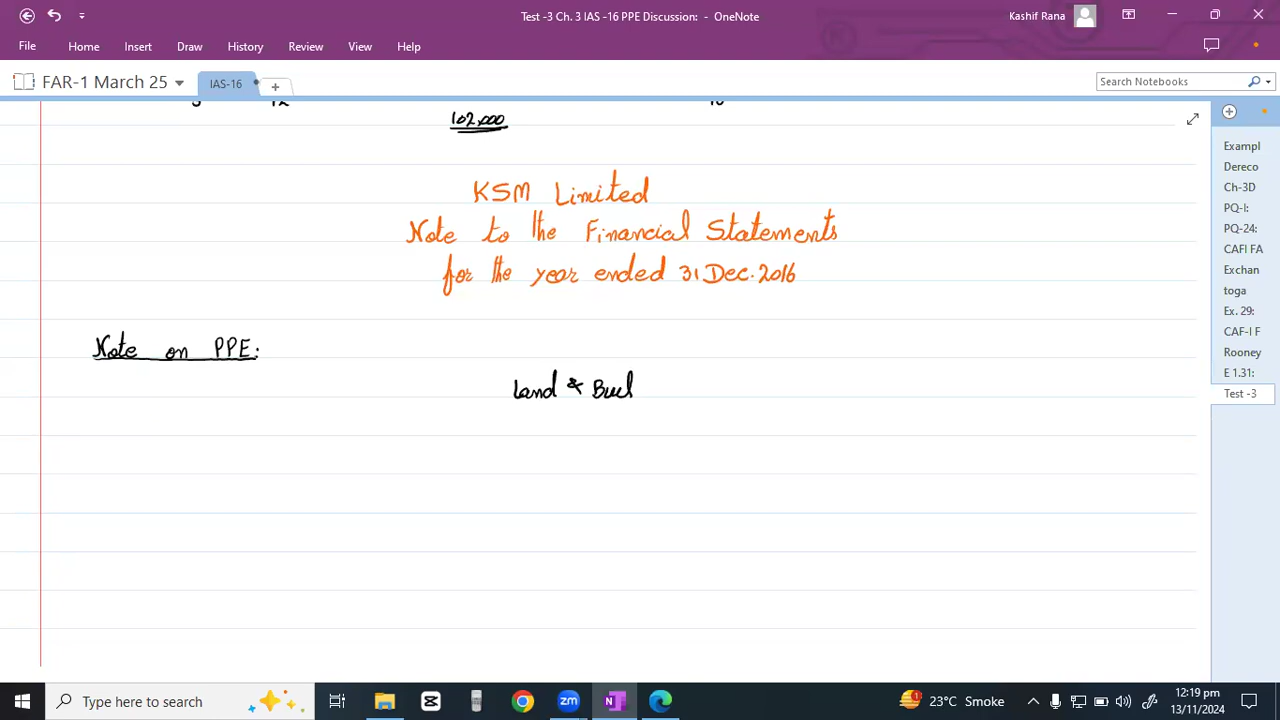 Test -3 Ch. 3 IAS -16 PPE Discussion: - OneNote
Kashif Rana
File Home Insert Draw History Review View Help
FAR-1 March 25
IAS-16
Search Notebooks
102,000
KSM Limited
Note to the Financial Statements
for the year ended 31 Dec. 2016
Note on PPE:
Land & Buil
Exampl
Dereco
Ch-3D
PQ-I:
PQ-24:
CAFI FA
Exchan
toga
Ex. 29:
CAF-I F
Rooney
E 1.31:
Test -3
Type here to search
zm
N
1
23°C Smoke
12:19 pm
13/11/2024